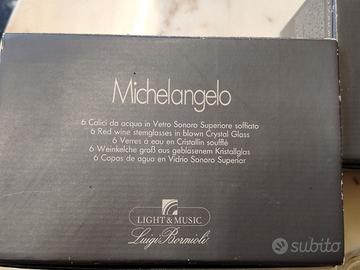 Michelangelo
6 Calici da acqua in Vetro Sonoro Superiore soffiato
6 Red wine stemglasses in blown Crystal Glass
6 Verres à eau en Cristallin soufflé
6 Weinkelche groß aus geblasenem Kristallglas
6 Copas de agua en Vidrio Sonoro Superior
LIGHT & MUSIC
Luigi Bormioli
subito